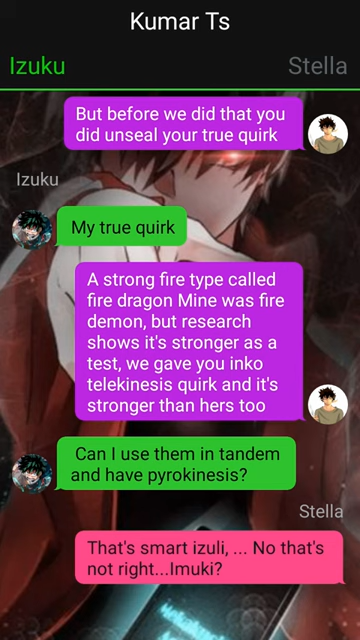 Kumar Ts
Izuku
Stella
But before we did that you
did unseal your true quirk
Izuku
My true quirk
A strong fire type called
fire dragon Mine was fire
demon, but research
shows it's stronger as a
test, we gave you inko
telekinesis quirk and it's
stronger than hers too
Can I use them in tandem
and have pyrokinesis?
Stella
That's smart izuli, ... No that's
not right...Imuki?